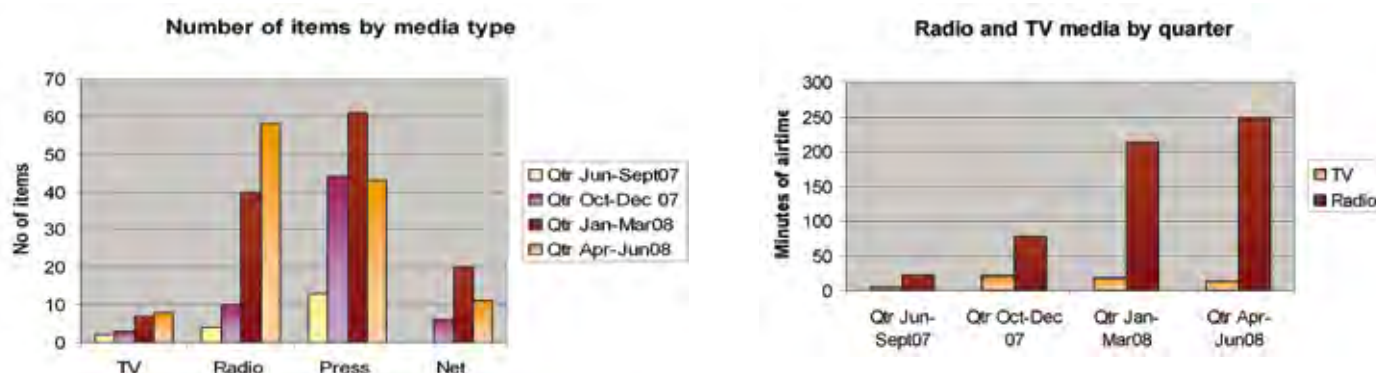 Number of items by media type
70
60
50
40
30
20
10
0
No of items
TV Radio Press Net
Qtr Jun-Sept07
Qtr Oct-Dec 07
Qtr Jan-Mar08
Qtr Apr-Jun08
Radio and TV media by quarter
300
250
200
150
100
50
0
Minutes of airtime
Qtr Jun- Qtr Oct-Dec Qtr Jan- Qtr Apr-
Sept07 07 Mar08 Jun08
TV
Radio